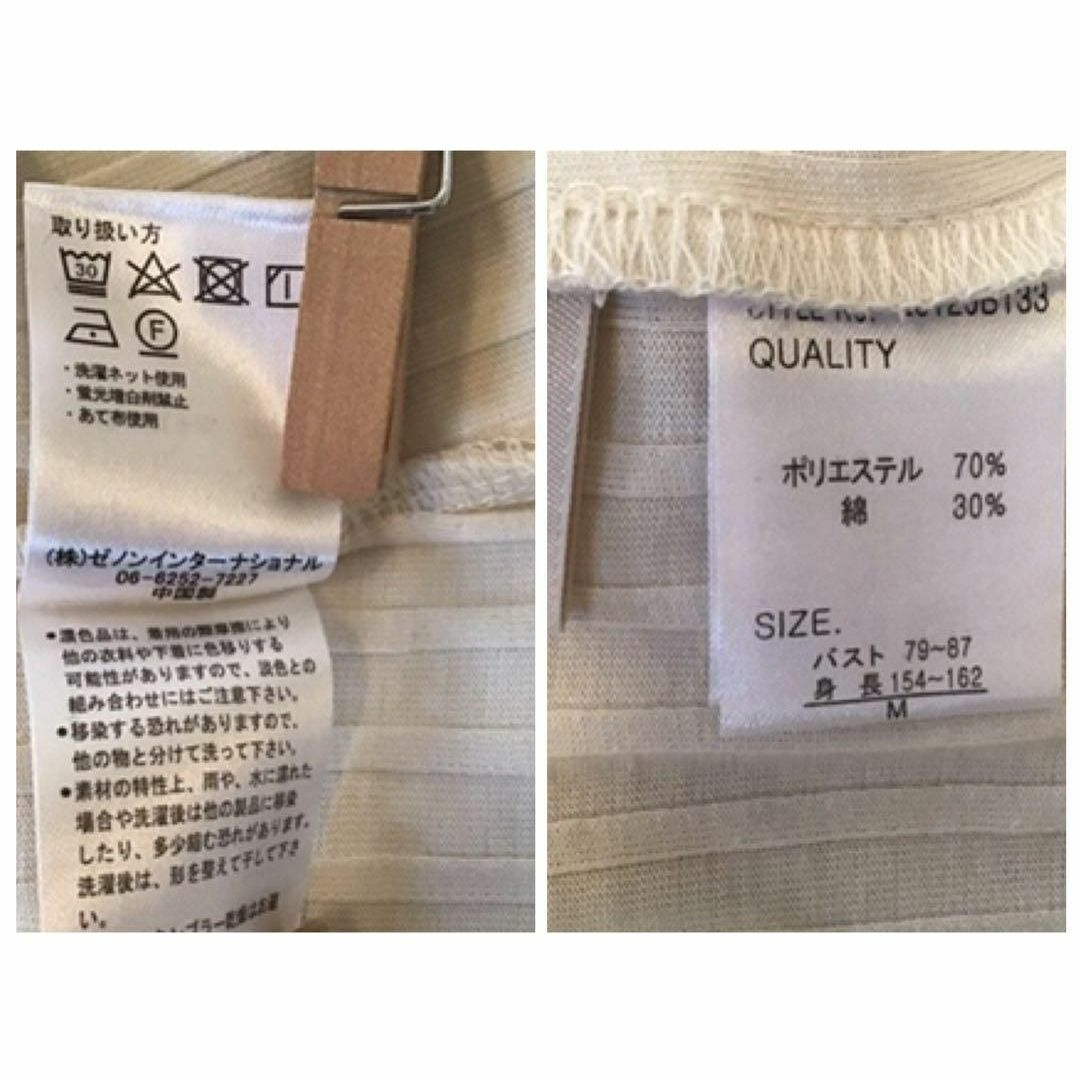 取り扱い方
30
F
・洗濯ネット使用
・蛍光増白剤禁止
・あて布使用
(株)ゼノンインターナショナル
06-6252-7227
中国製
●濃色品は、着用の際摩擦により
他の衣料や下着に色移りする
可能性がありますので、淡色との
組み合わせにはご注意下さい。
●移染する恐れがありますので、
他の物と分けて洗って下さい。
●素材の特性上、雨や、水に濡れた
場合や洗濯後は他の製品に移染
したり、多少縮む恐れがあります。
洗濯後は、形を整えて干して下さ
い。
QUALITY
ポリエステル 70%
綿 30%
SIZE.
バスト 79~87
身 長 154~162
M